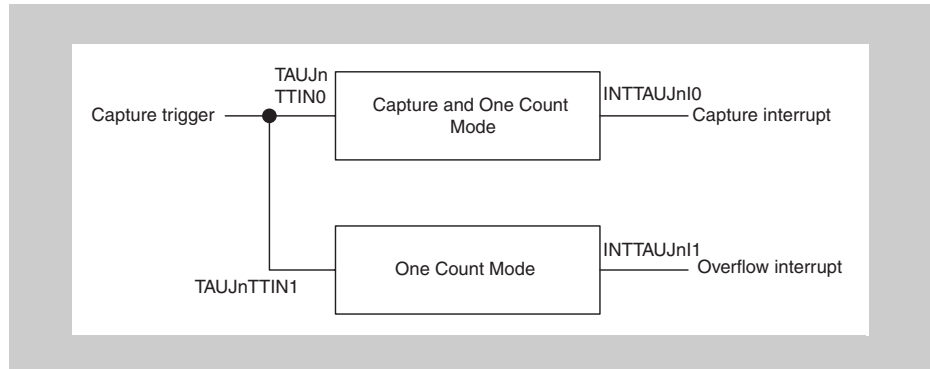 TAUJn
TTIN0
Capture trigger
Capture and One Count
Mode
INTTAUJnI0
Capture interrupt
TAUJnTTIN1
One Count Mode
INTTAUJnI1
Overflow interrupt